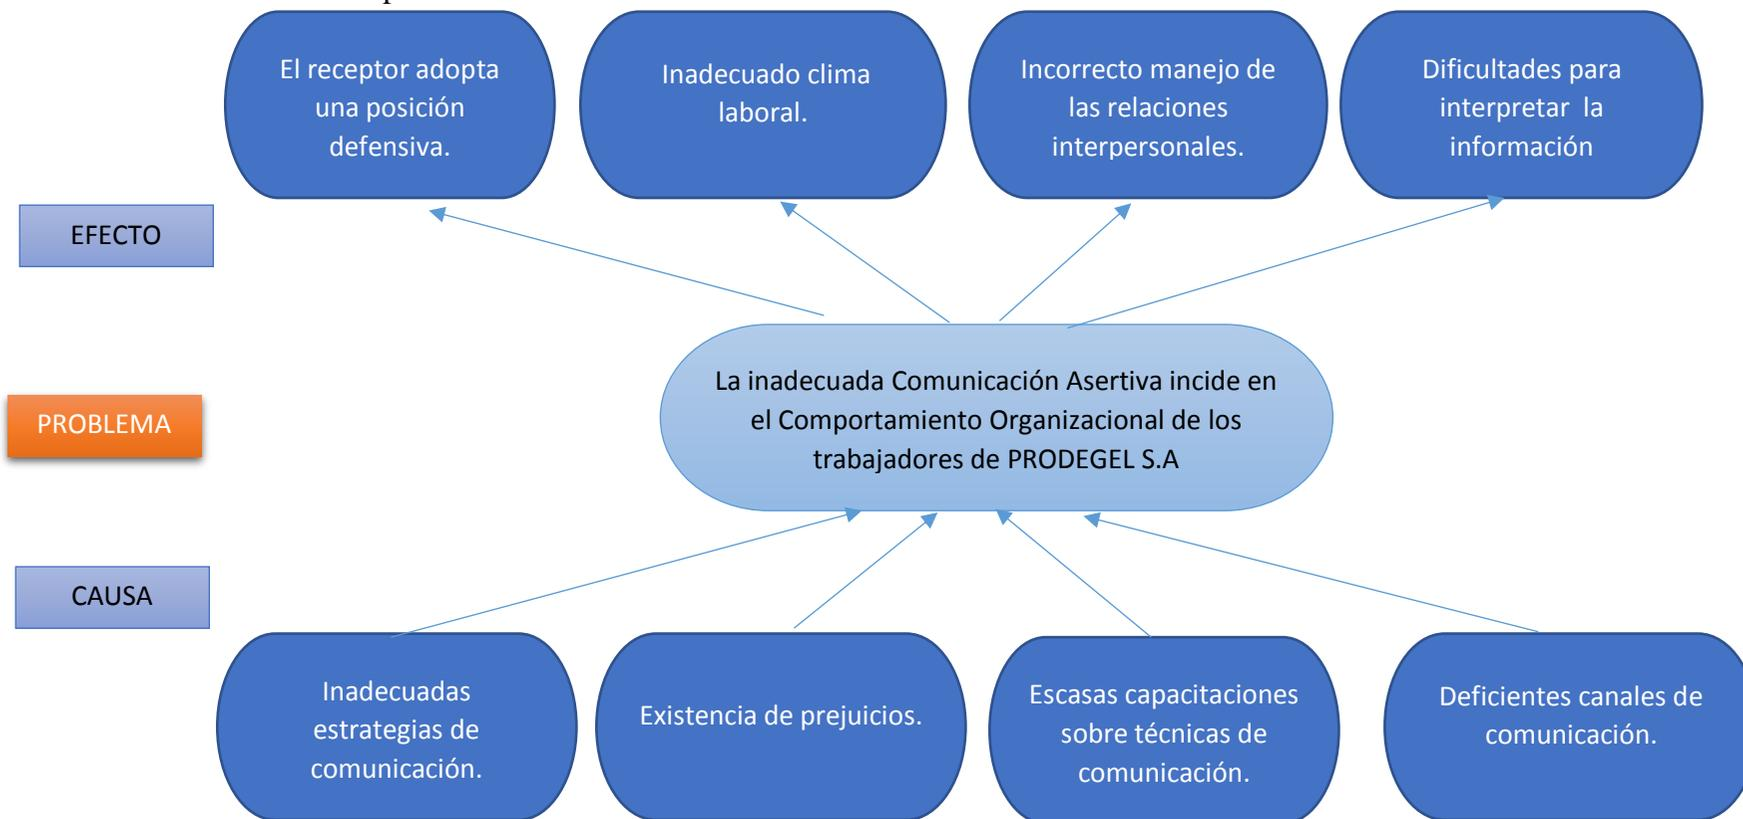 El receptor adopta
una posición
defensiva.
Inadecuado clima
laboral.
Incorrecto manejo de
las relaciones
interpersonales.
Dificultades para
interpretar la
información
EFECTO
La inadecuada Comunicación Asertiva incide en
el Comportamiento Organizacional de los
trabajadores de PRODEGEL S.A
PROBLEMA
CAUSA
Inadecuadas
estrategias de
comunicación.
Existencia de prejuicios.
Escasas capacitaciones
sobre técnicas de
comunicación.
Deficientes canales de
comunicación.